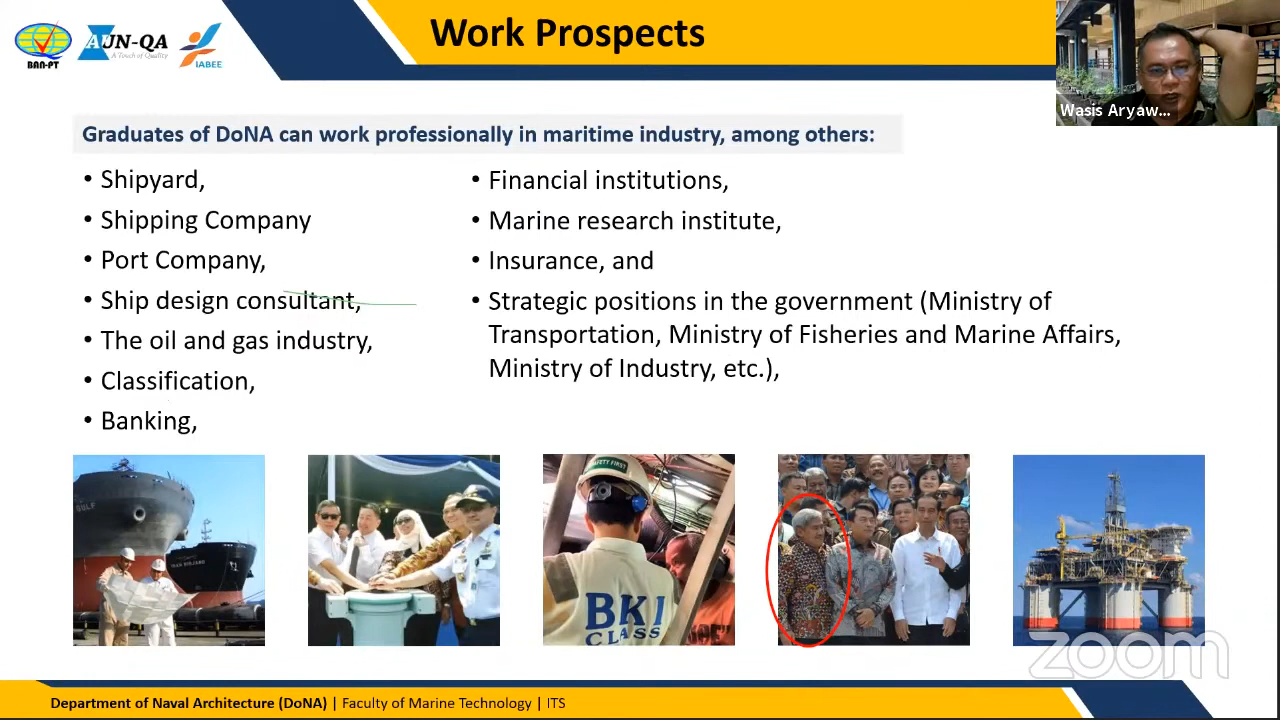 BAN-PT
AUN-QA
A Touch of Quality
IABEE
Work Prospects
Wasis Aryaw...
Graduates of DoNA can work professionally in maritime industry, among others:
• Shipyard,
• Shipping Company
• Port Company,
• Ship design consultant,
• The oil and gas industry,
• Classification,
• Banking,
• Financial institutions,
• Marine research institute,
• Insurance, and
• Strategic positions in the government (Ministry of
Transportation, Ministry of Fisheries and Marine Affairs,
Ministry of Industry, etc.),
GULF
SAFETY FIRST
BKI
CLASS
zoom
Department of Naval Architecture (DoNA) | Faculty of Marine Technology | ITS